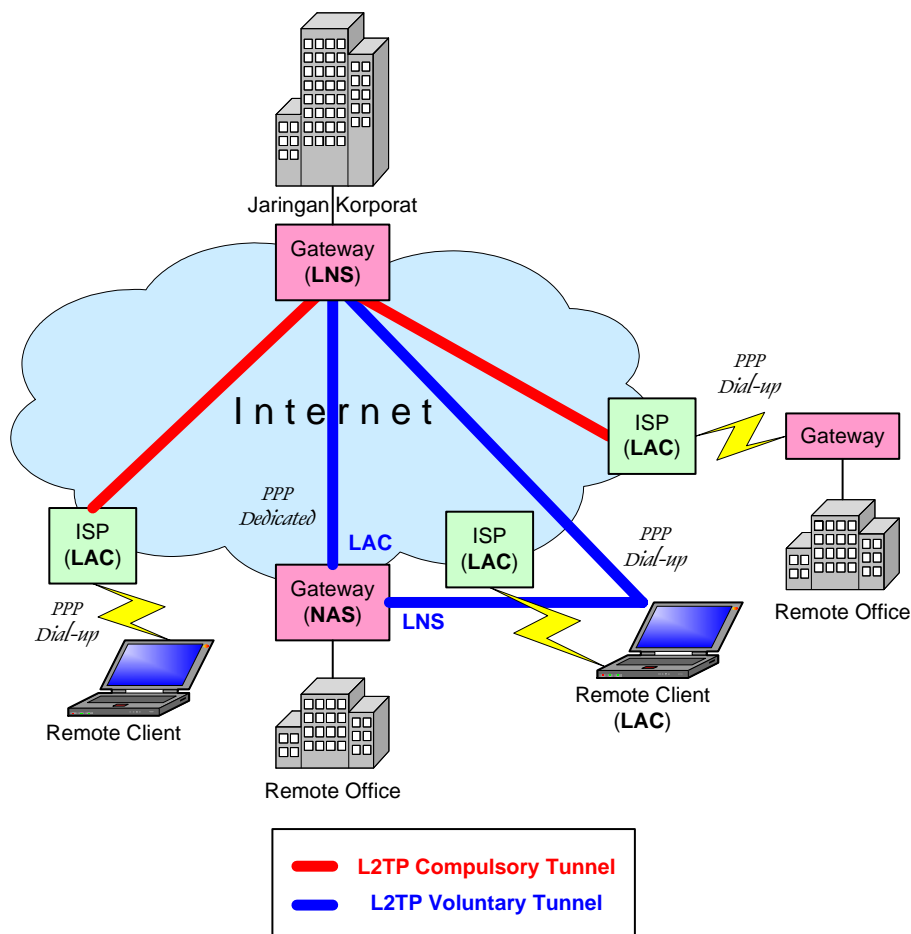 Jaringan Korporat
Gateway
(LNS)
Internet
PPP
Dial-up
ISP
(LAC)
Gateway
PPP
Dedicated
ISP
(LAC)
LAC
ISP
(LAC)
PPP
Dial-up
Gateway
(NAS)
LNS
PPP
Dial-up
Remote Office
Remote Client
Remote Client
(LAC)
Remote Office
L2TP Compulsory Tunnel
L2TP Voluntary Tunnel